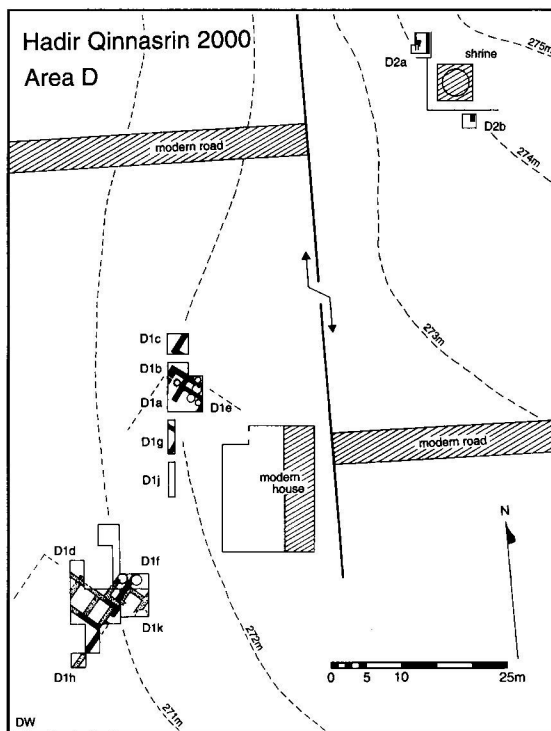 Hadir Qinnasrin 2000
Area D
275m
shrine
D2a
D2b
274m
modern road
273m
D1c
D1b
D1a
D1e
D1g
modern road
D1j
modern
house
N
D1d
D1f
D1k
272m
D1h
0 5 10 15 25m
271m
DW